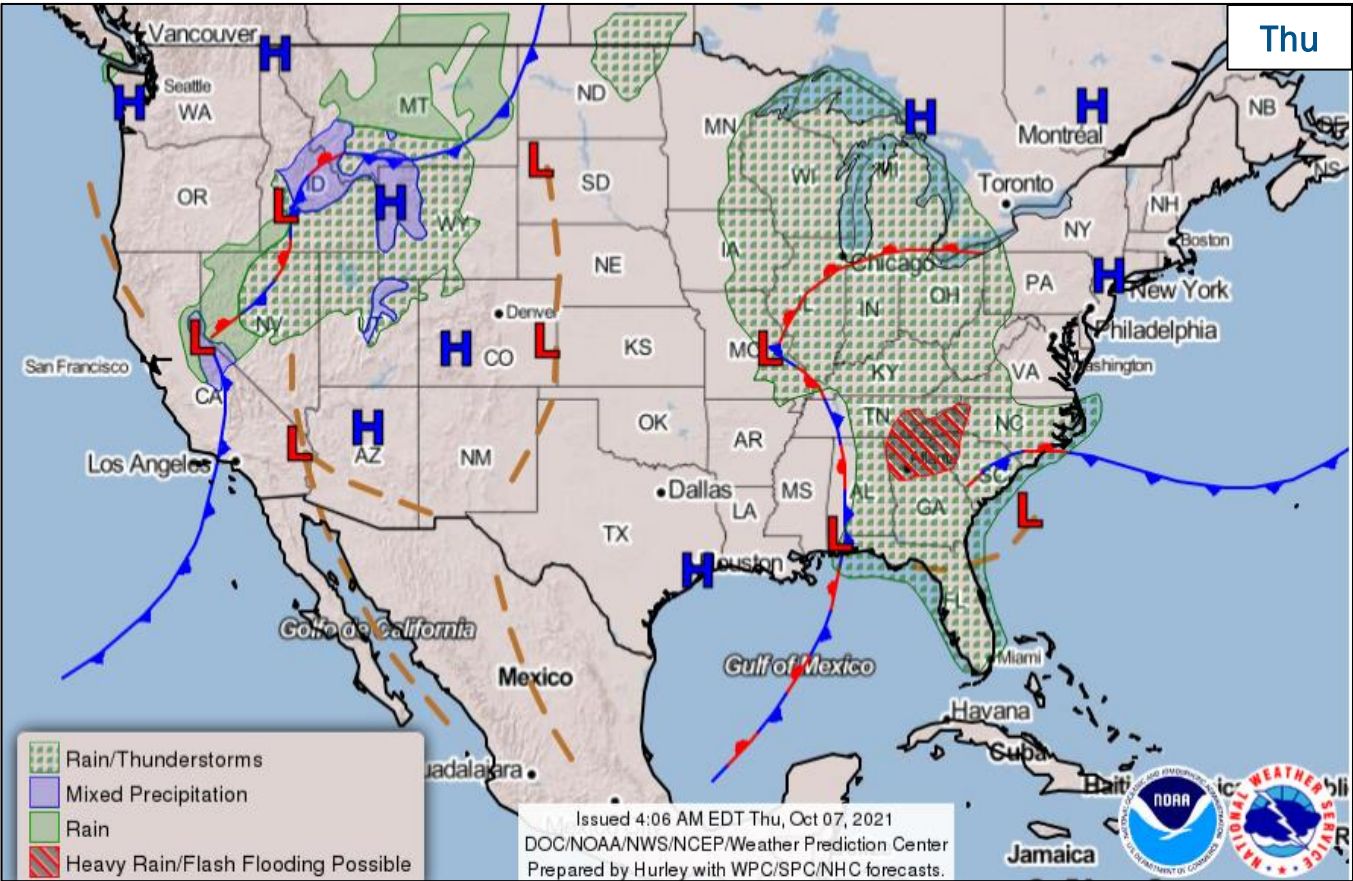 Thu
Vancouver
H
H
Seattle
WA
MT
ND
MN
H
H
Montréal
NB
NS
OR
ID
H
L
WY
L
SD
WI
MI
Toronto
NH
NY
Boston
IA
Chicago
NE
IN
OH
PA
H
New York
NV
L
UT
Denver
H
CO
L
KS
MO
L
KY
VA
Philadelphia
San Francisco
CA
TN
NC
Los Angeles
L
H
AZ
NM
OK
AR
Atlanta
SC
Dallas
LA
MS
AL
GA
L
TX
L
H
ouston
FL
Golfo de California
Mexico
Gulf of Mexico
Miami
Havana
Cuba
uadalajara
Haiti
Jamaica
Rain/Thunderstorms
Mixed Precipitation
Rain
Heavy Rain/Flash Flooding Possible
Issued 4:06 AM EDT Thu, Oct 07, 2021
DOC/NOAA/NWS/NCEP/Weather Prediction Center
Prepared by Hurley with WPC/SPC/NHC forecasts.
NOAA
NATIONAL WEATHER SERVICE